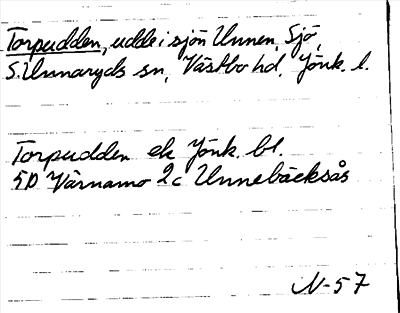 Torpudden, udde i sjön Unnen, Sjö,
S. Unnaryds sn, Västbo hd, Jönk. l.
Torpudden ek Jönk. bl.
5D Värnamo 2c Unnebäcksås
N-57